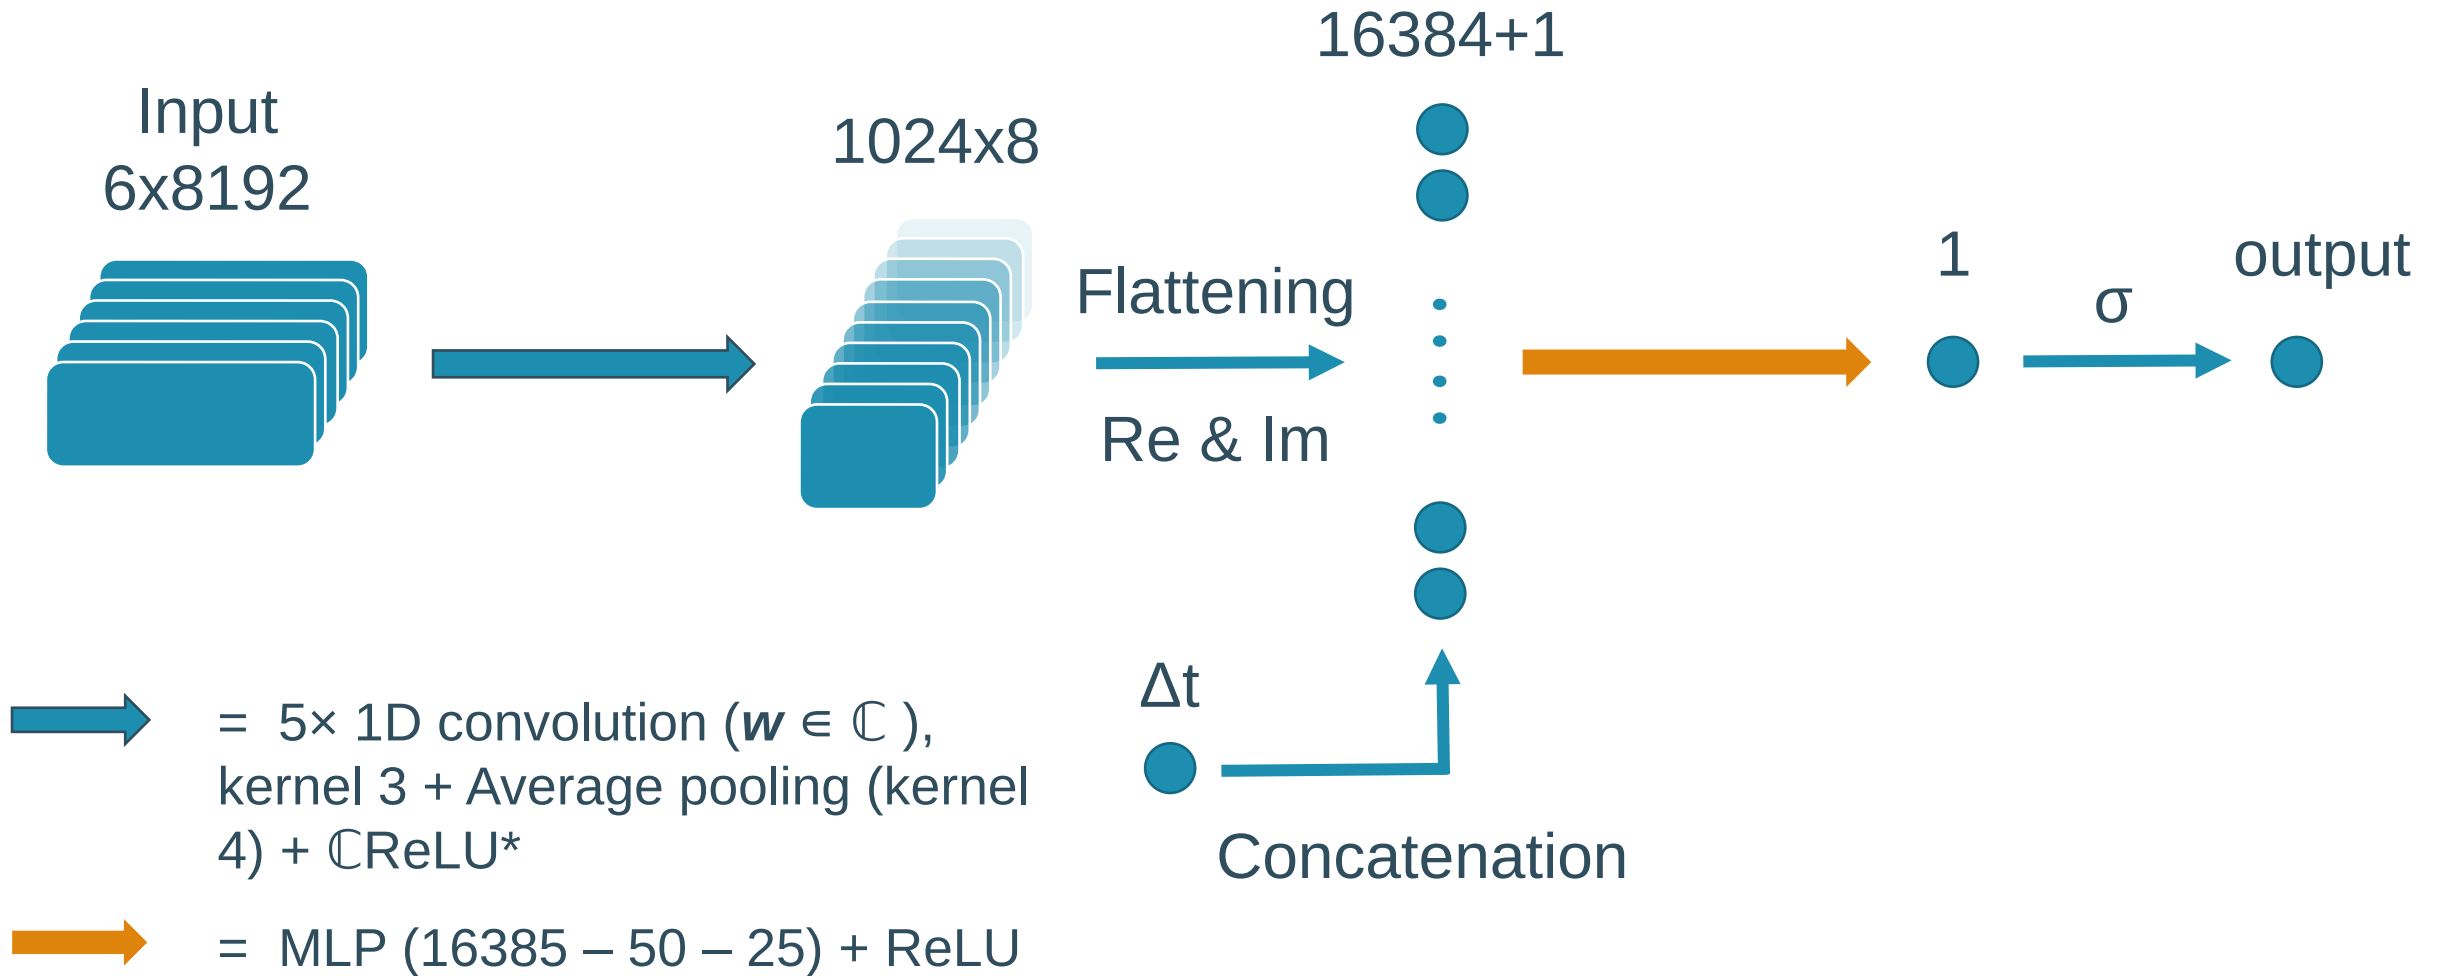 16384+1
Input
6x8192
1024x8
Flattening
Re & Im
1
σ
output
Δt
Concatenation
= 5× 1D convolution (w ∈ ℂ ),
kernel 3 + Average pooling (kernel
4) + ℂReLU*
= MLP (16385 – 50 – 25) + ReLU